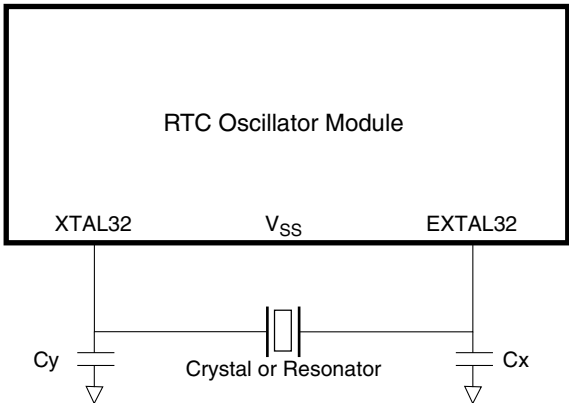 RTC Oscillator Module
XTAL32 VSS EXTAL32
Cy Cx
Crystal or Resonator